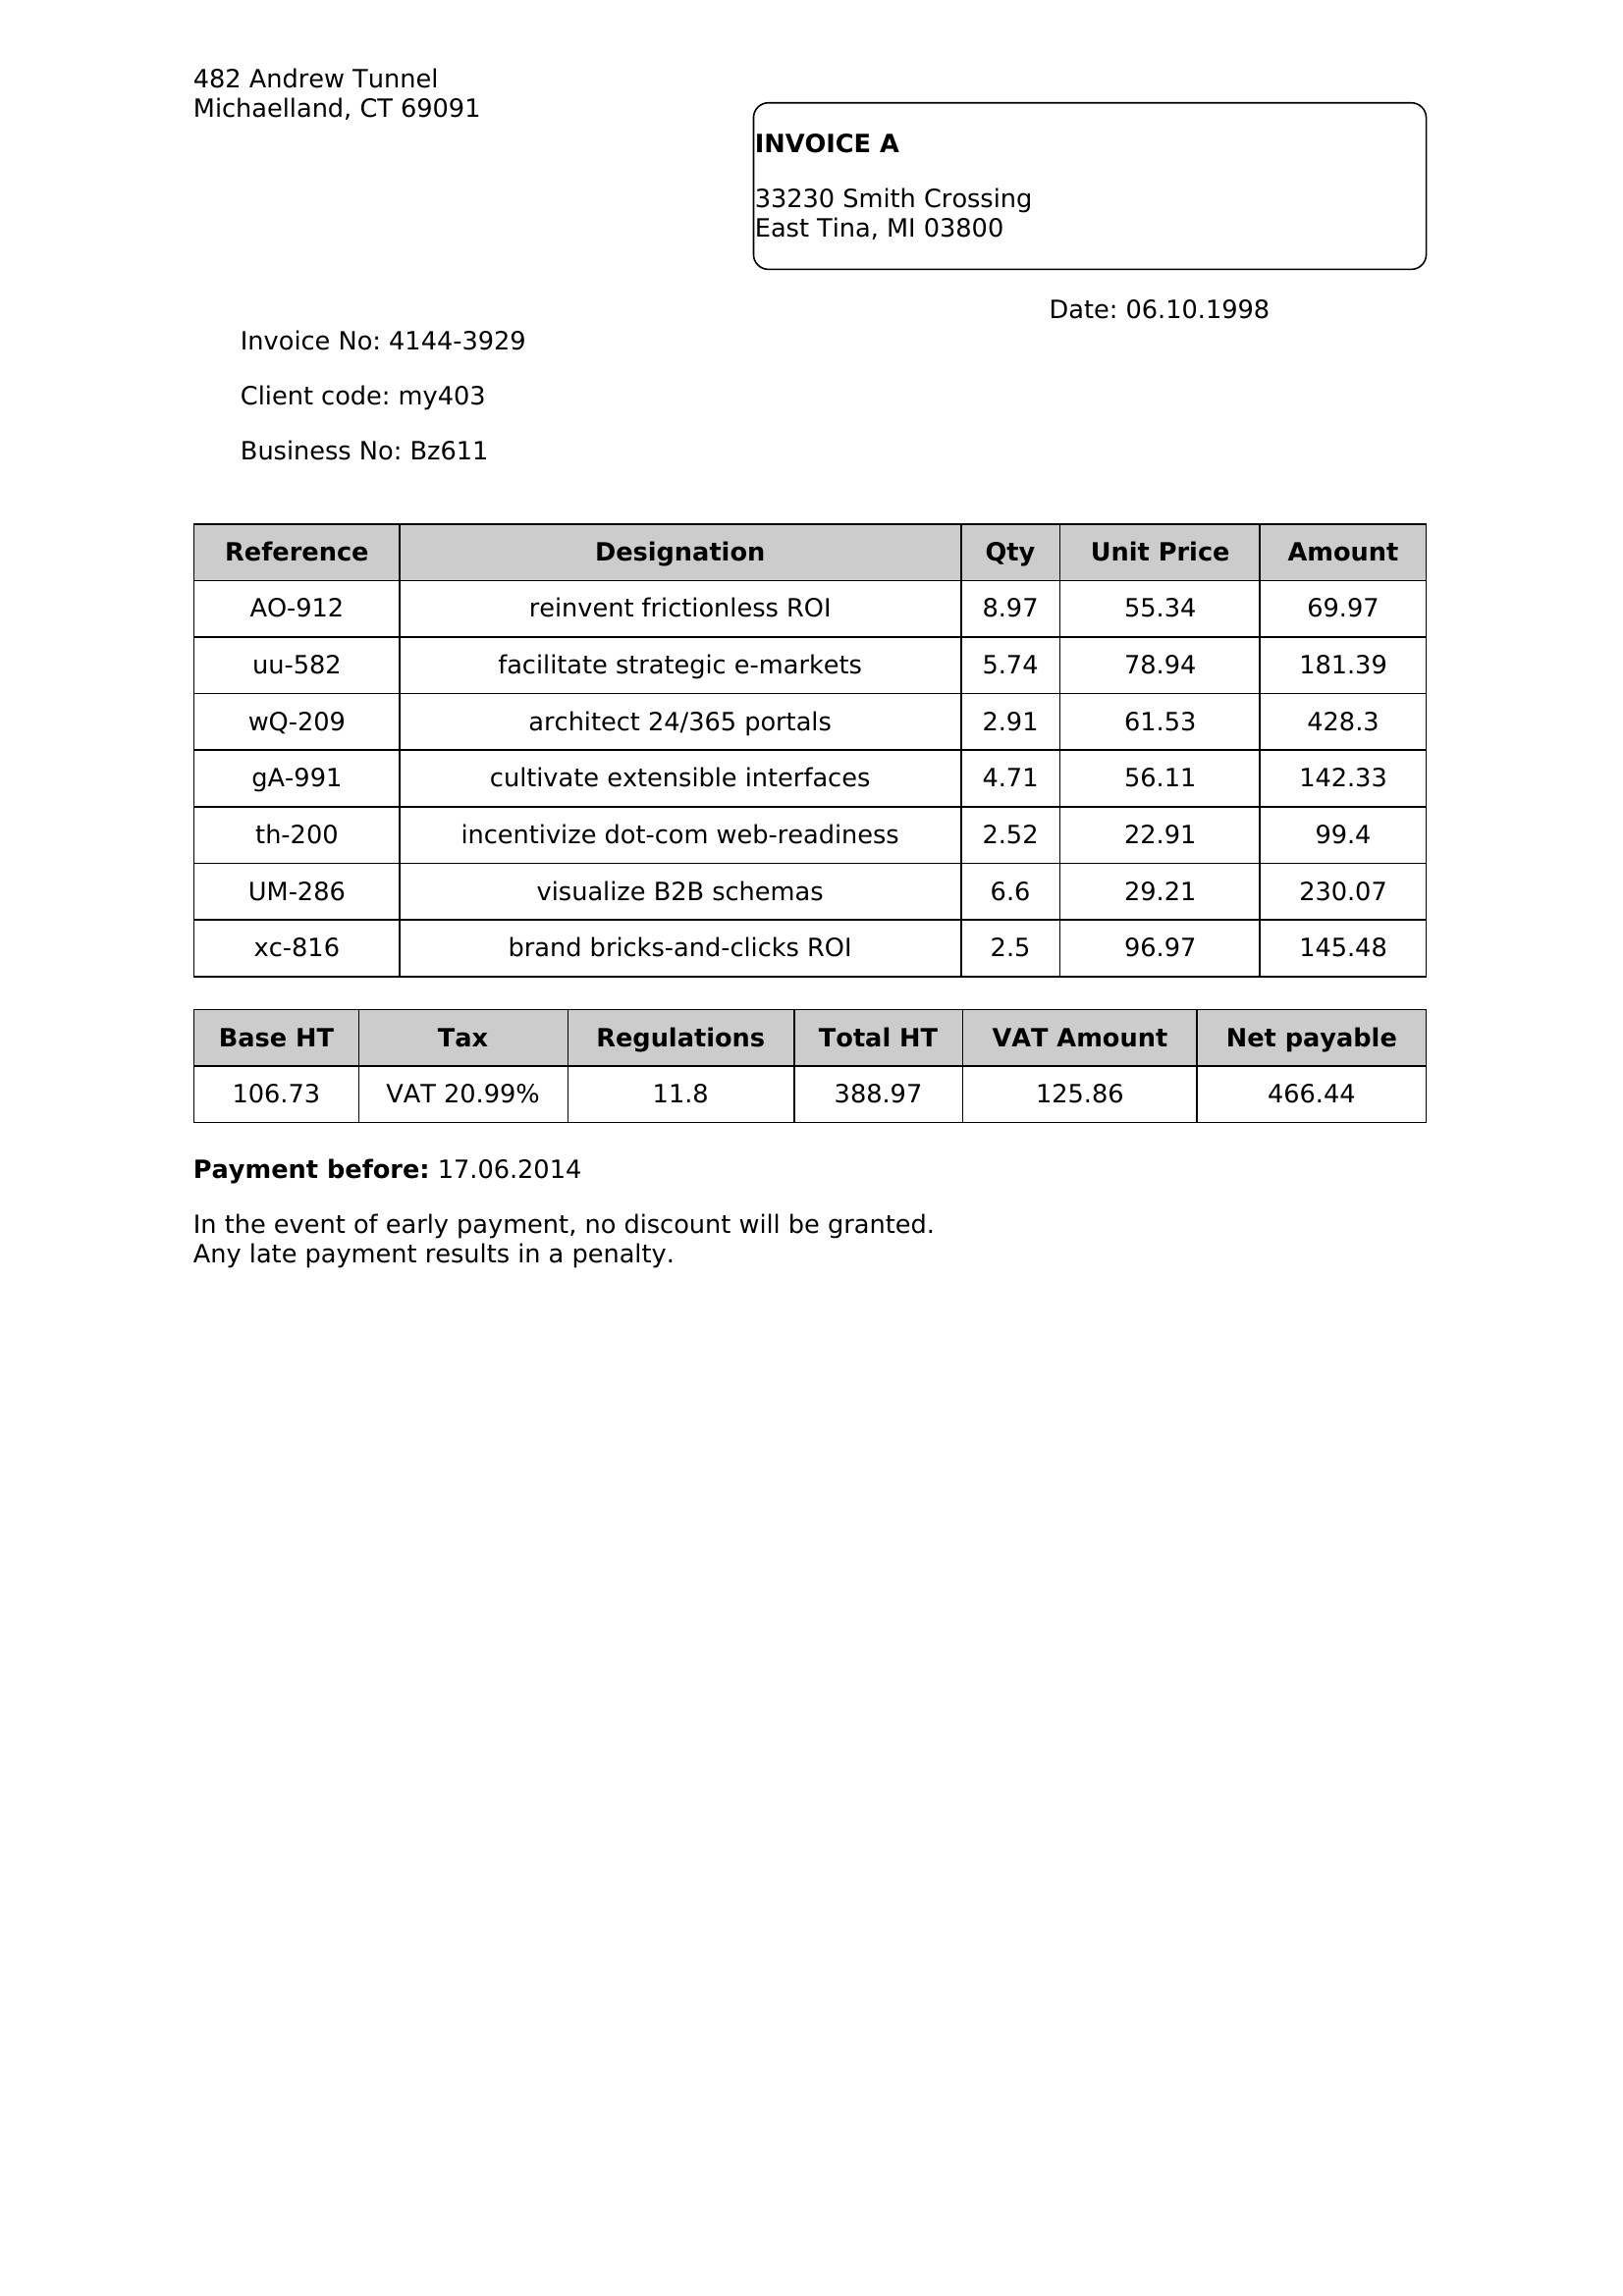 482 Andrew Tunnel
Michaelland, CT 69091
INVOICE A
33230 Smith Crossing
East Tina, MI 03800
Date: 06.10.1998
Invoice No: 4144-3929
Client code: my403
Business No: Bz611
Reference Designation Qty Unit Price Amount
AO-912 reinvent frictionless ROI 8.97 55.34 69.97
uu-582 facilitate strategic e-markets 5.74 78.94 181.39
wQ-209 architect 24/365 portals 2.91 61.53 428.3
gA-991 cultivate extensible interfaces 4.71 56.11 142.33
th-200 incentivize dot-com web-readiness 2.52 22.91 99.4
UM-286 visualize B2B schemas 6.6 29.21 230.07
xc-816 brand bricks-and-clicks ROI 2.5 96.97 145.48
Base HT Tax Regulations Total HT VAT Amount Net payable
106.73 VAT 20.99% 11.8 388.97 125.86 466.44
Payment before: 17.06.2014
In the event of early payment, no discount will be granted.
Any late payment results in a penalty.